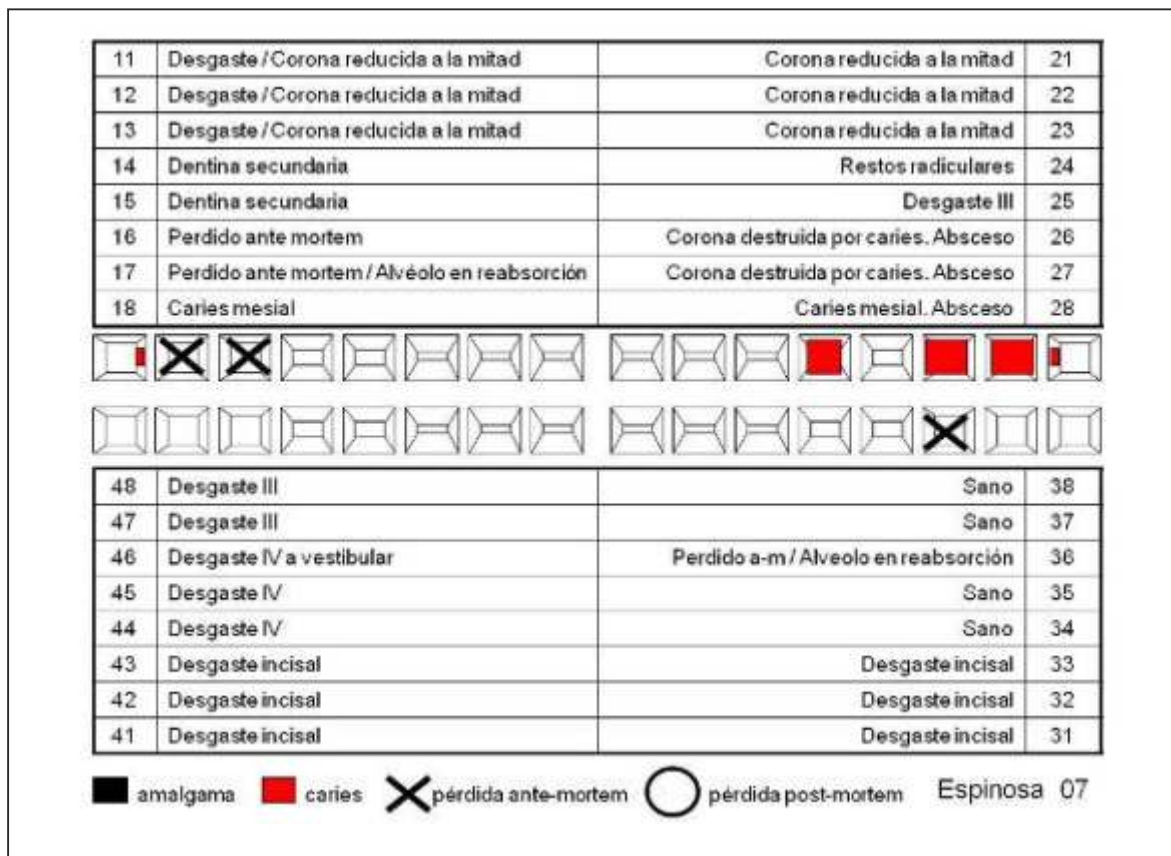 11 Desgaste / Corona reducida a la mitad Corona reducida a la mitad 21
12 Desgaste / Corona reducida a la mitad Corona reducida a la mitad 22
13 Desgaste / Corona reducida a la mitad Corona reducida a la mitad 23
14 Dentina secundaria Restos radiculares 24
15 Dentina secundaria Desgaste III 25
16 Perdido ante mortem Corona destruida por caries. Absceso 26
17 Perdido ante mortem / Alvéolo en reabsorción Corona destruida por caries. Absceso 27
18 Caries mesial Caries mesial. Absceso 28
48 Desgaste III Sano 38
47 Desgaste III Sano 37
46 Desgaste IV a vestibular Perdido a-m / Alveolo en reabsorción 36
45 Desgaste IV Sano 35
44 Desgaste IV Sano 34
43 Desgaste incisal Desgaste incisal 33
42 Desgaste incisal Desgaste incisal 32
41 Desgaste incisal Desgaste incisal 31
amalgama caries pérdida ante-mortem pérdida post-mortem Espinosa 07